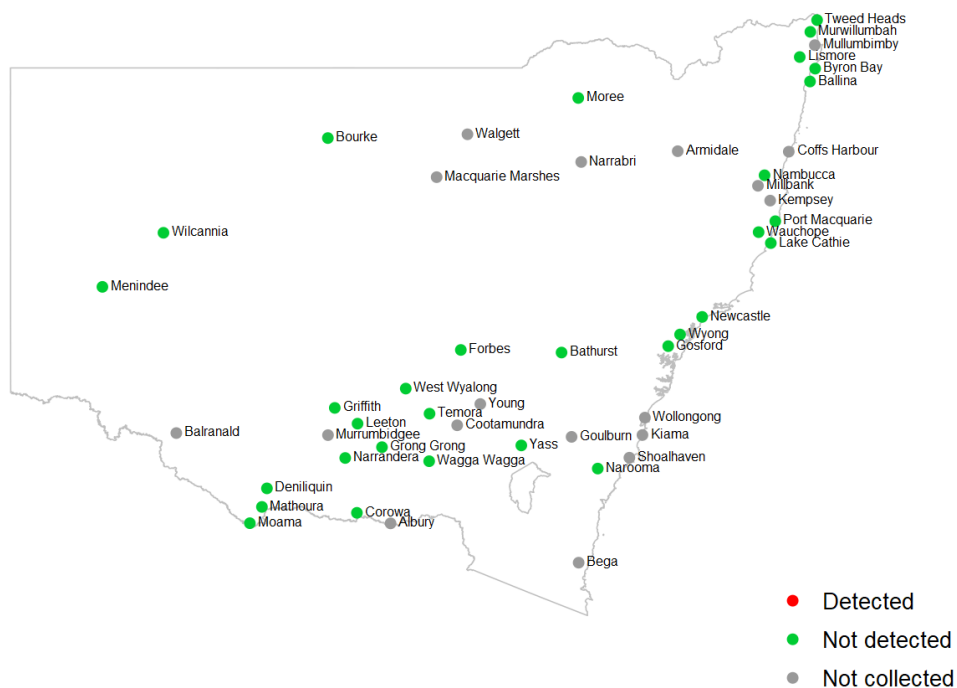 Tweed Heads
Murwillumbah
Mullumbimby
Lismore
Byron Bay
Ballina
Moree
Bourke
Walgett
Armidale
Coffs Harbour
Narrabri
Macquarie Marshes
Nambucca
Millbank
Kempsey
Port Macquarie
Wilcannia
Wauchope
Lake Cathie
Menindee
Newcastle
Wyong
Gosford
Forbes
Bathurst
West Wyalong
Young
Griffith
Temora
Wollongong
Leeton
Cootamundra
Balranald
Murrumbidgee
Goulburn
Kiama
Grong Grong
Yass
Narrandera
Wagga Wagga
Shoalhaven
Narooma
Deniliquin
Mathoura
Corowa
Moama
Albury
Bega
Detected
Not detected
Not collected